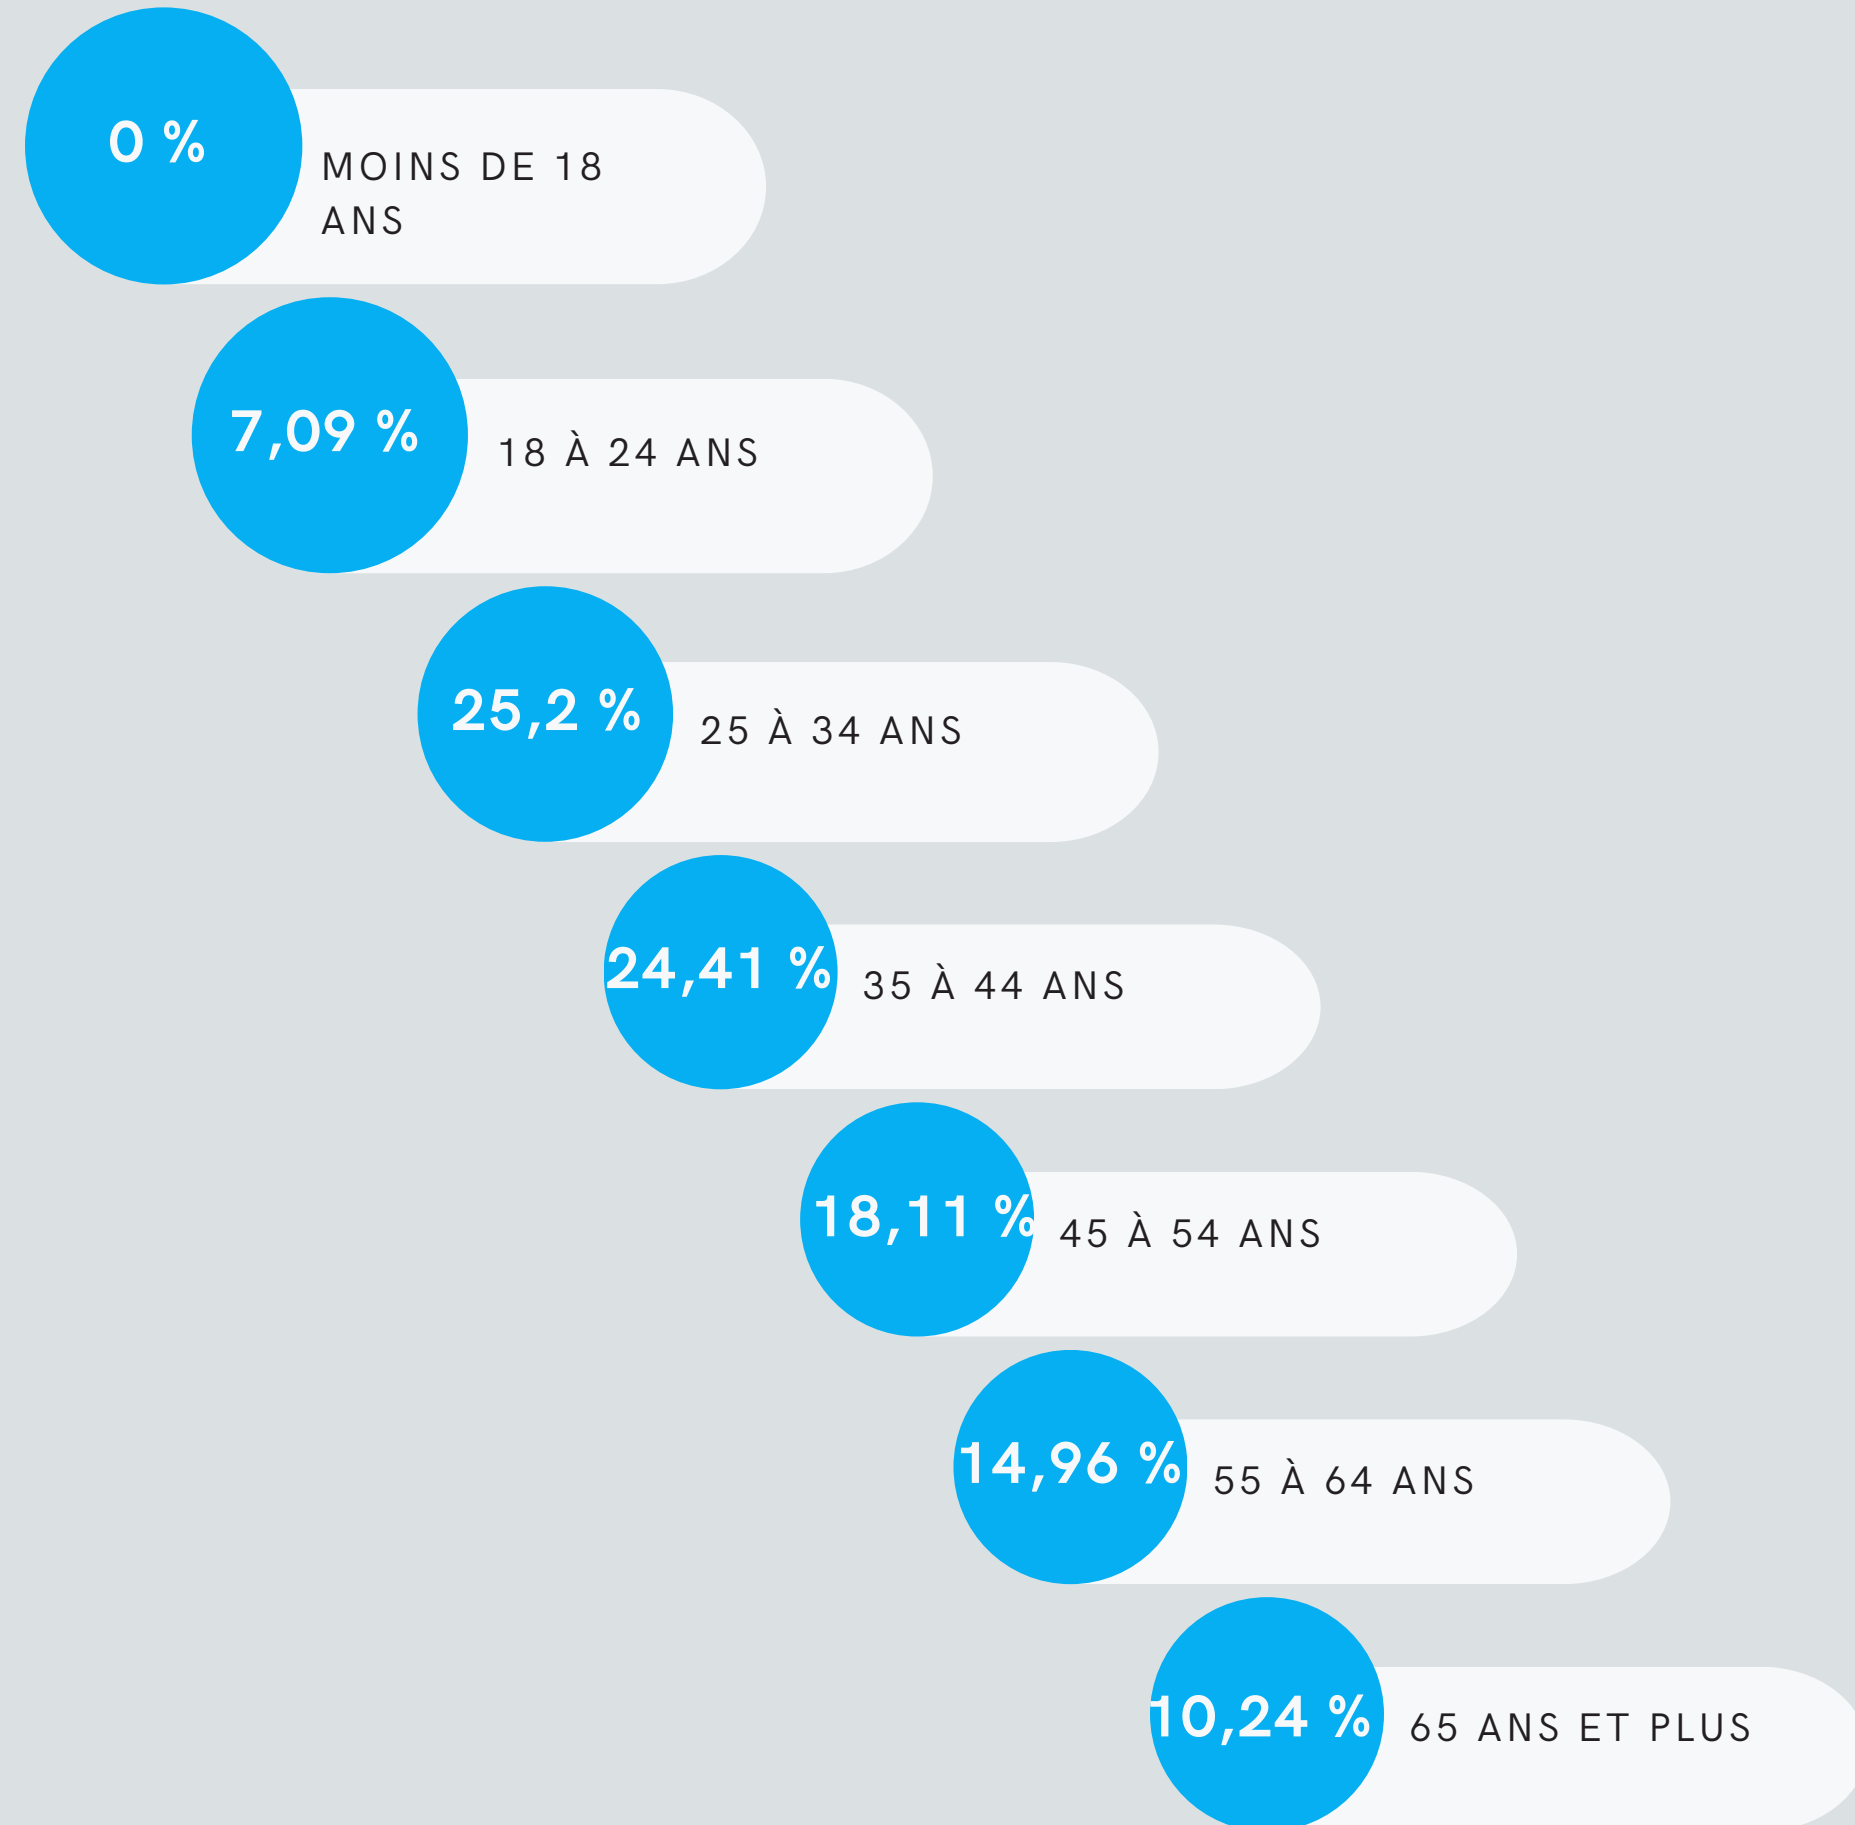 0 %
MOINS DE 18
ANS
7,09 %
18 À 24 ANS
25,2 %
25 À 34 ANS
24,41 %
35 À 44 ANS
18,11 %
45 À 54 ANS
14,96 %
55 À 64 ANS
10,24 %
65 ANS ET PLUS